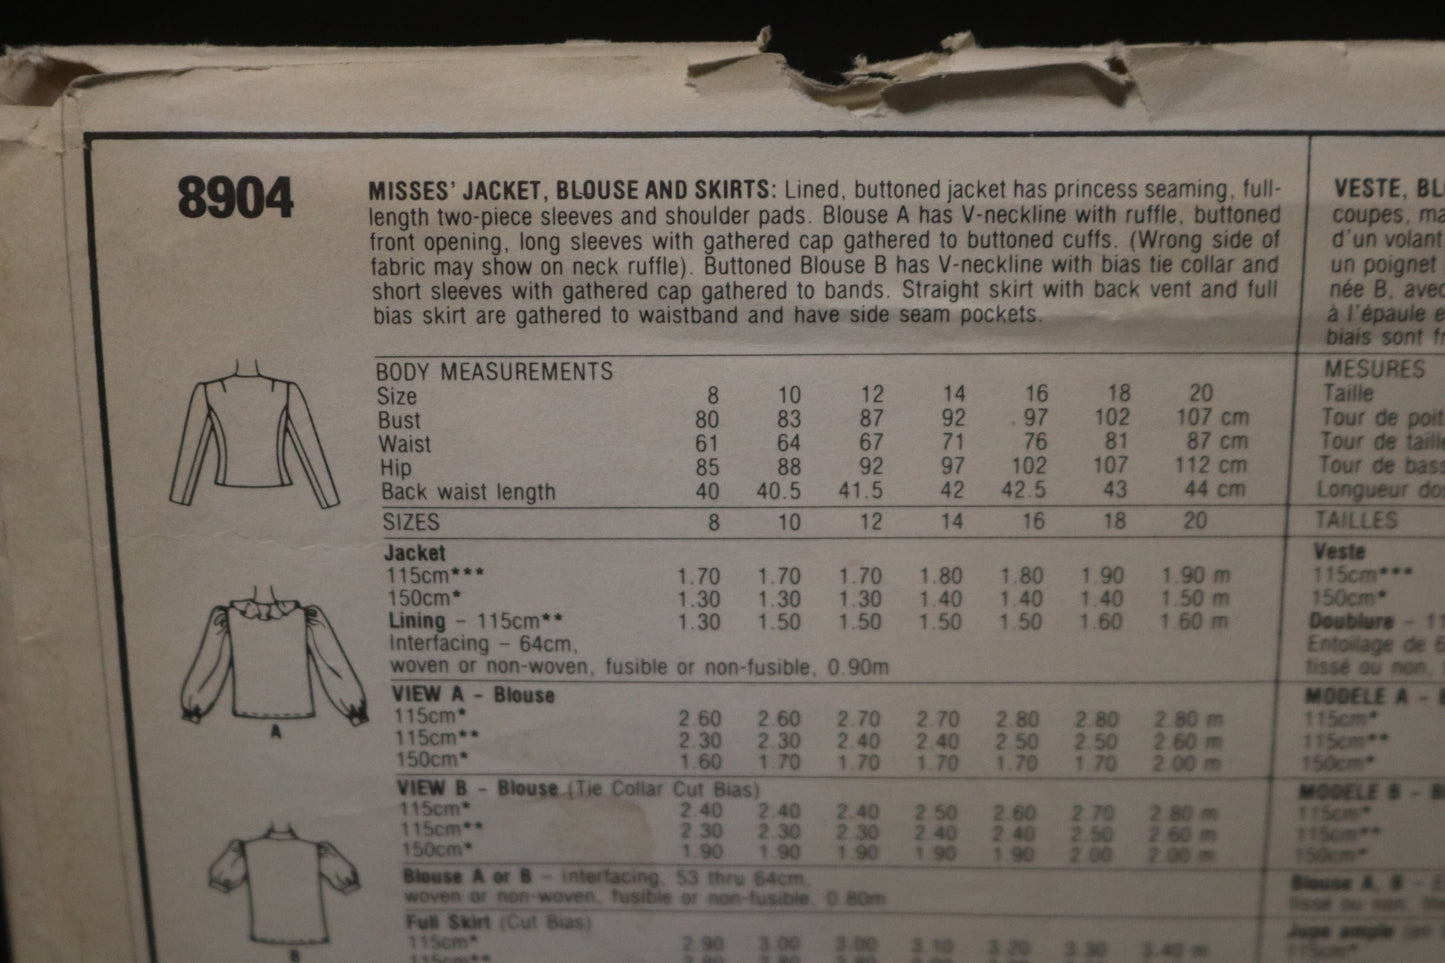 8904
MISSES' JACKET, BLOUSE AND SKIRTS: Lined, buttoned jacket has princess seaming, full-
length two-piece sleeves and shoulder pads. Blouse A has V-neckline with ruffle, buttoned
front opening, long sleeves with gathered cap gathered to buttoned cuffs. (Wrong side of
fabric may show on neck ruffle). Buttoned Blouse B has V-neckline with bias tie collar and
short sleeves with gathered cap gathered to bands. Straight skirt with back vent and full
bias skirt are gathered to waistband and have side seam pockets.
BODY MEASUREMENTS
Size 8 10 12 14 16 18 20
Bust 80 83 87 92 97 102 107 cm
Waist 61 64 67 71 76 81 87 cm
Hip 85 88 92 97 102 107 112 cm
Back waist length 40 40.5 41.5 42 42.5 43 44 cm
SIZES 8 10 12 14 16 18 20
Jacket
115cm*** 1.70 1.70 1.70 1.80 1.80 1.90 1.90 m
150cm* 1.30 1.30 1.30 1.40 1.40 1.40 1.50 m
Lining - 115cm** 1.30 1.50 1.50 1.50 1.50 1.60 1.60 m
Interfacing - 64cm,
woven or non-woven, fusible or non-fusible, 0.90m
VIEW A - Blouse
115cm* 2.60 2.60 2.70 2.70 2.80 2.80 2.80 m
115cm** 2.30 2.30 2.40 2.40 2.50 2.50 2.60 m
150cm* 1.60 1.70 1.70 1.70 1.70 1.70 2.00 m
VIEW B - Blouse (Tie Collar Cut Bias)
115cm* 2.40 2.40 2.40 2.50 2.60 2.70 2.80 m
115cm** 2.30 2.30 2.30 2.40 2.40 2.50 2.60 m
150cm* 1.90 1.90 1.90 1.90 1.90 2.00 2.00 m
Blouse A or B - interfacing, 53 thru 64cm,
woven or non-woven, fusible or non-fusible, 0.80m
Full Skirt (Cut Bias)
115cm* 2.90 3.00 3.00 3.10 3.20 3.30 3.40 m
115cm**
A
B
VESTE, BL
coupes, ma
d'un volant
un poignet
née B, avec
à l'épaule e
biais sont f
MESURES
Taille
Tour de poit
Tour de taille
Tour de bass
Longueur do
TAILLES
Veste
115cm***
150cm*
Doublure - 11
Entoilage de 6
tissé ou non,
MODELE A - B
115cm*
115cm**
150cm*
MODELE B - B
115cm*
115cm**
150cm*
Blouse A, B -
tissé ou non,
Jupe ample (en
115cm*